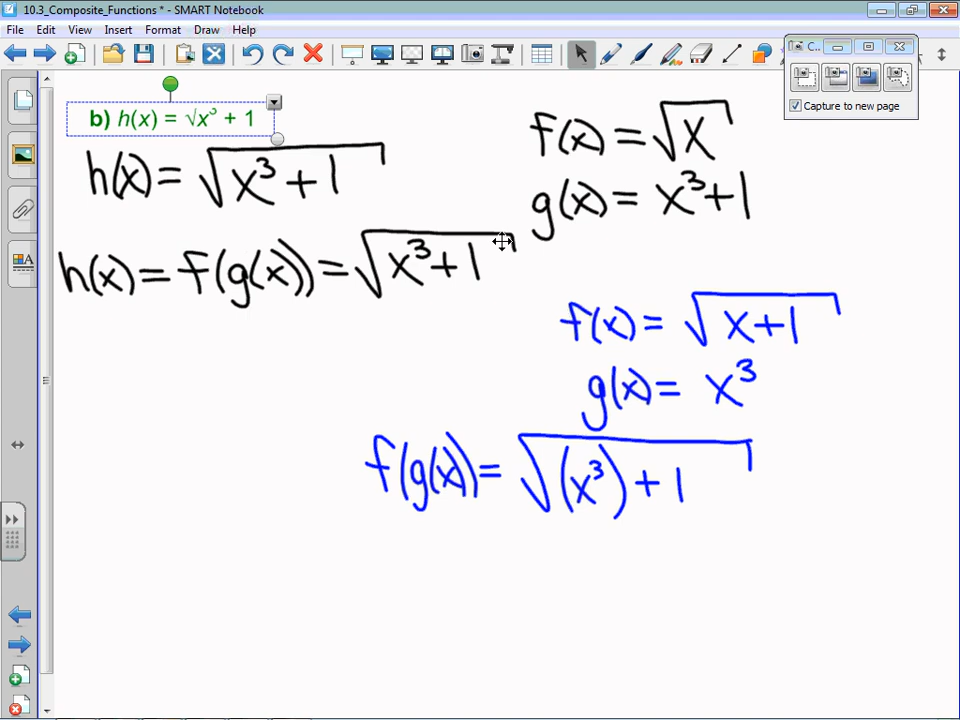 10.3_Composite_Functions * - SMART Notebook
File Edit View Insert Format Draw Help
C...
Capture to new page
b) h(x) = √x³ + 1
h(x) = √(x³ + 1)
f(x) = √x
g(x) = x³+1
h(x) = f(g(x)) = √(x³+1)
f(x) = √(x+1)
g(x) = x³
f(g(x)) = √((x³) + 1)